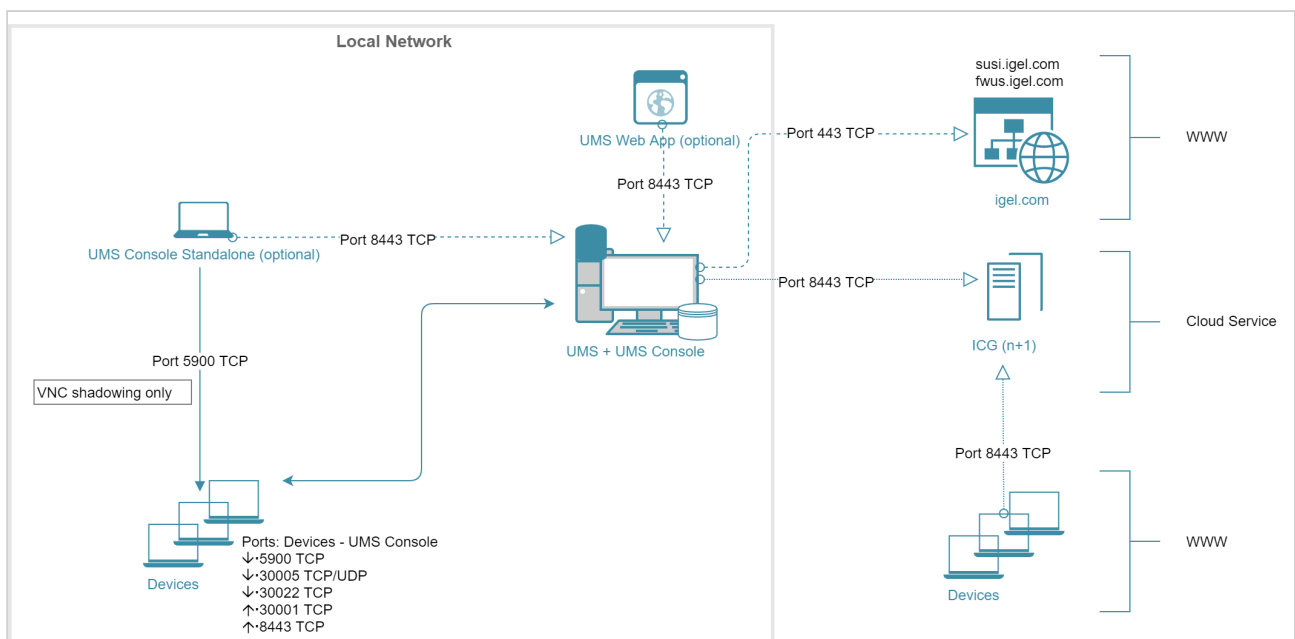 Local Network
susi.igel.com
fwus.igel.com
UMS Web App (optional)
Port 443 TCP
WWW
Port 8443 TCP
igel.com
Port 8443 TCP
UMS Console Standalone (optional)
Port 8443 TCP
Cloud Service
UMS + UMS Console
ICG (n+1)
Port 5900 TCP
VNC shadowing only
Port 8443 TCP
Ports: Devices - UMS Console
↓·5900 TCP
↓·30005 TCP/UDP
↓·30022 TCP
↑·30001 TCP
↑·8443 TCP
Devices
WWW
Devices